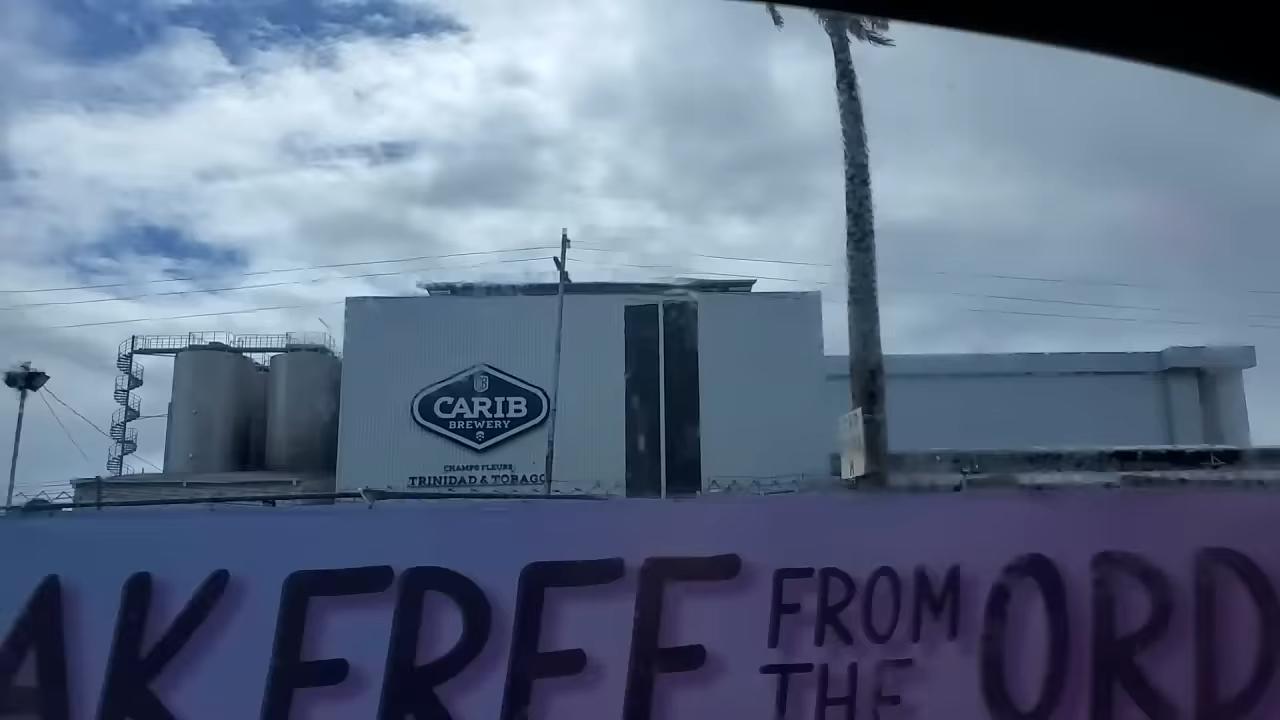 CARIB
BREWERY
CHAMPS FLEURS
TRINIDAD & TOBAGO
AK FREE FROM THE ORD